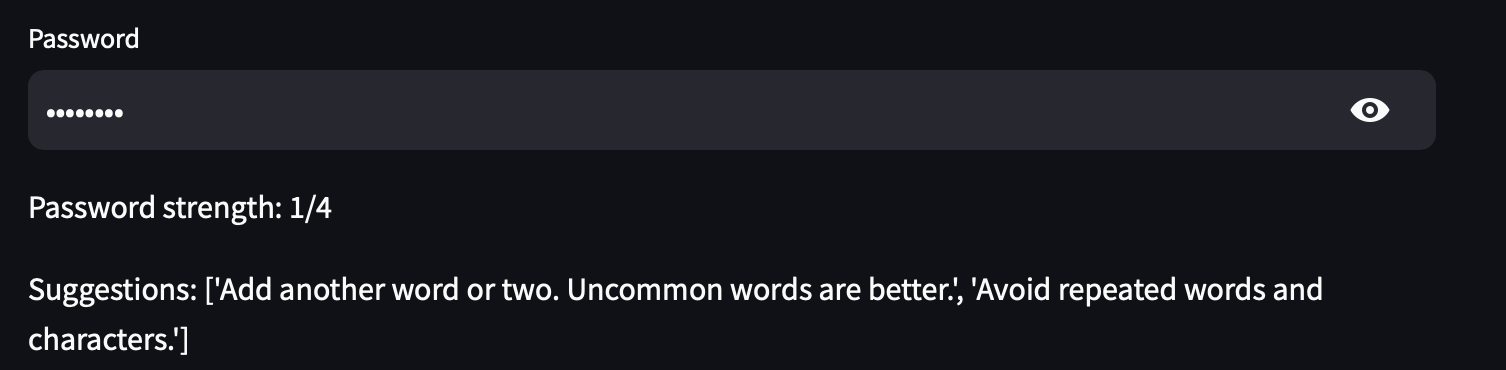 Password
••••••••
Password strength: 1/4
Suggestions: ['Add another word or two. Uncommon words are better.', 'Avoid repeated words and
characters.']